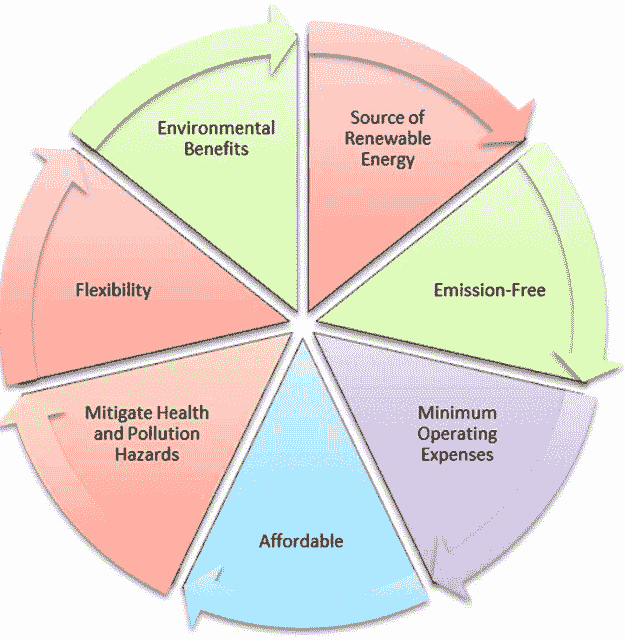 Source of
Renewable
Energy
Emission-Free
Minimum
Operating
Expenses
Affordable
Mitigate Health
and Pollution
Hazards
Flexibility
Environmental
Benefits